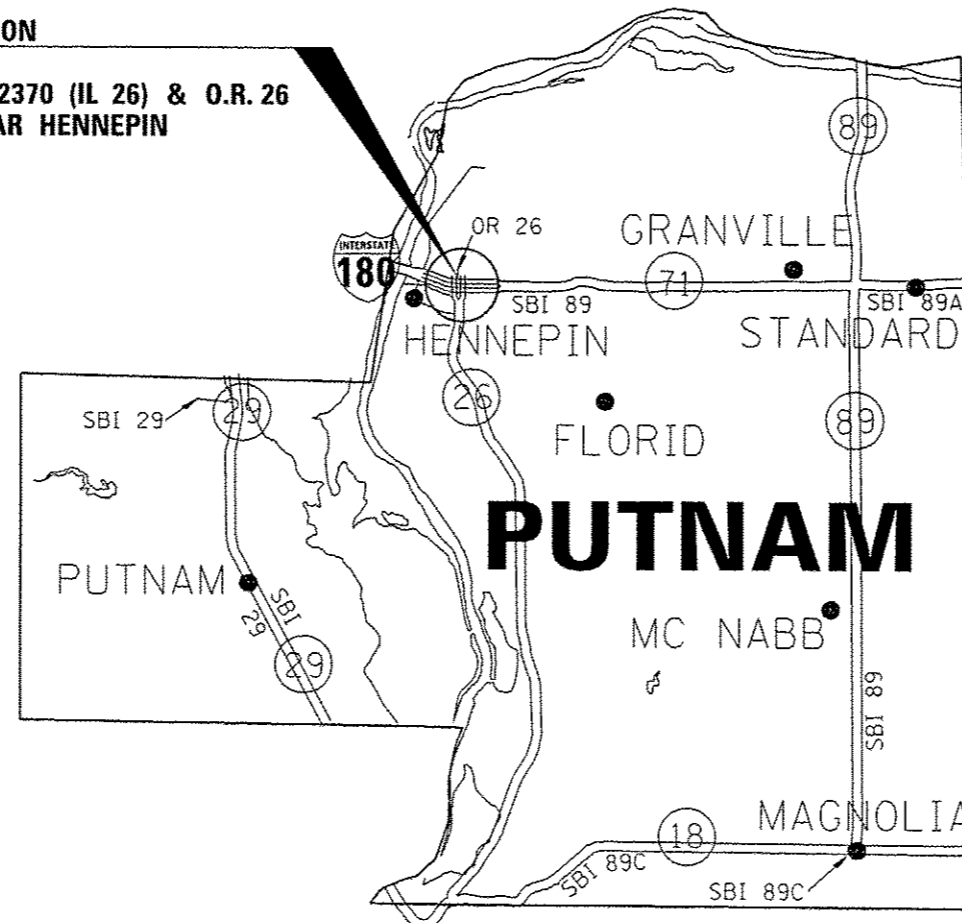 ON
2370 (IL 26) & O.R. 26
AR HENNEPIN
89
OR 26
GRANVILLE
INTERSTATE
180
71
SBI 89
SBI 89A
HENNEPIN
STANDARD
26
SBI 29
29
89
FLORID
PUTNAM
PUTNAM
SBI
29
MC NABB
29
SBI 89
MAGNOLIA
18
SBI 89C
SBI 89C